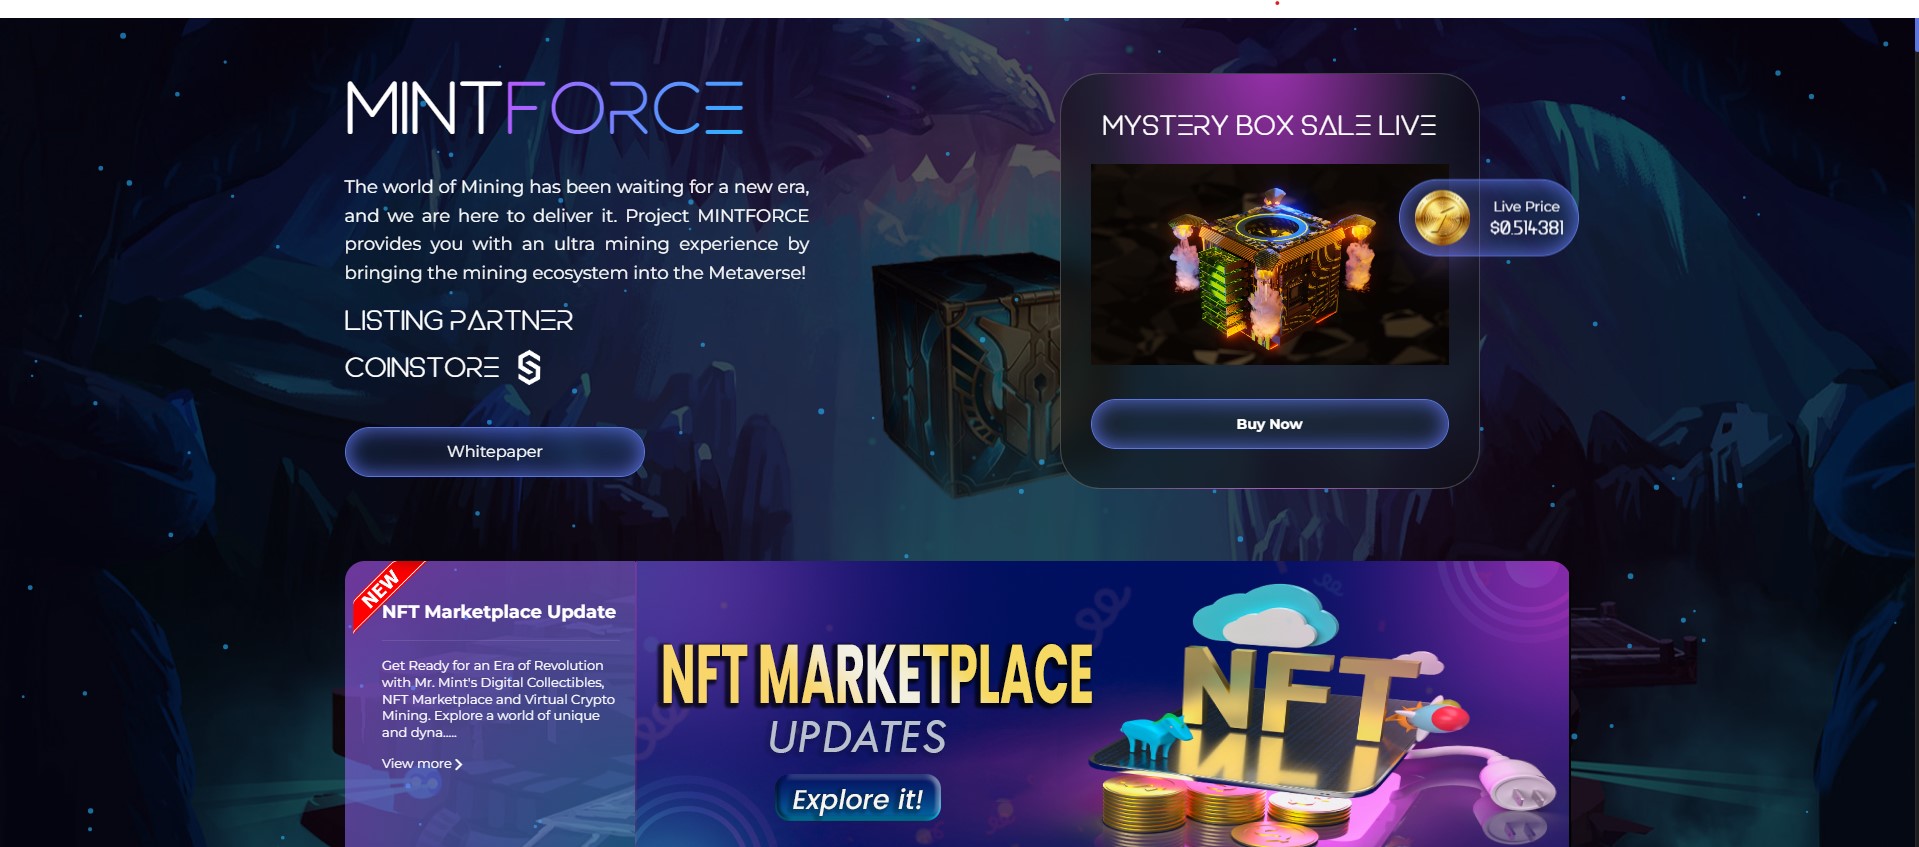 MINTFORCE
The world of Mining has been waiting for a new era,
and we are here to deliver it. Project MINTFORCE
provides you with an ultra mining experience by
bringing the mining ecosystem into the Metaverse!
LISTING PARTNER
COINSTORE
Whitepaper
MYSTERY BOX SALE LIVE
Live Price
$0.514381
Buy Now
NEW
NFT Marketplace Update
Get Ready for an Era of Revolution
with Mr. Mint's Digital Collectibles,
NFT Marketplace and Virtual Crypto
Mining. Explore a world of unique
and dyna.....
View more
NFT MARKETPLACE
UPDATES
Explore it!
NFT